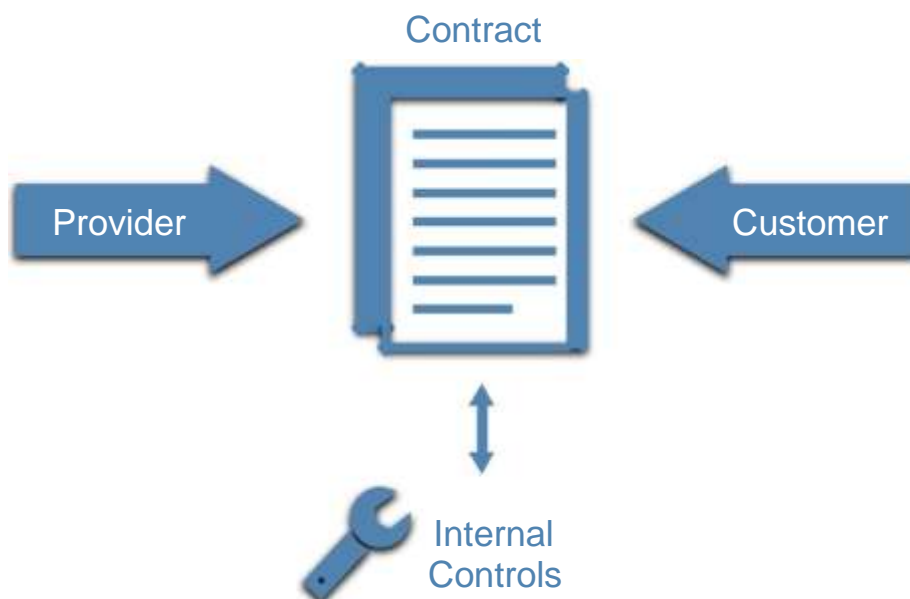 Contract
Provider
Customer
Internal
Controls